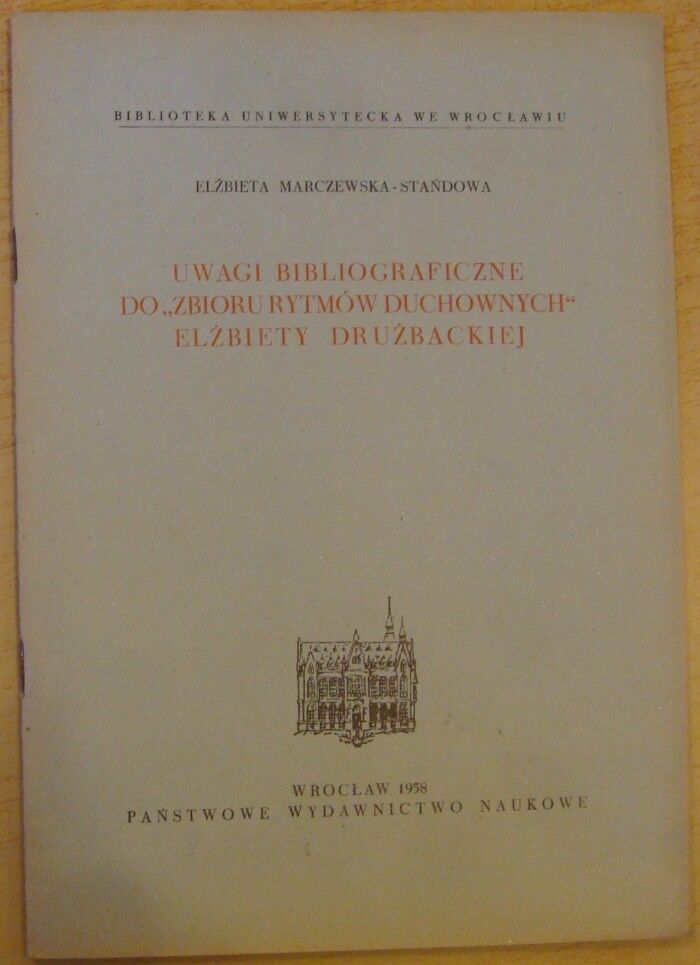 BIBLIOTEKA UNIWERSYTECKA WE WROCŁAWIU
ELŻBIETA MARCZEWSKA-STAŃDOWA
UWAGI BIBLIOGRAFICZNE
DO „ZBIORU RYTMÓW DUCHOWNYCH“
ELŻBIETY DRUŻBACKIEJ
WROCŁAW 1958
PAŃSTWOWE WYDAWNICTWO NAUKOWE